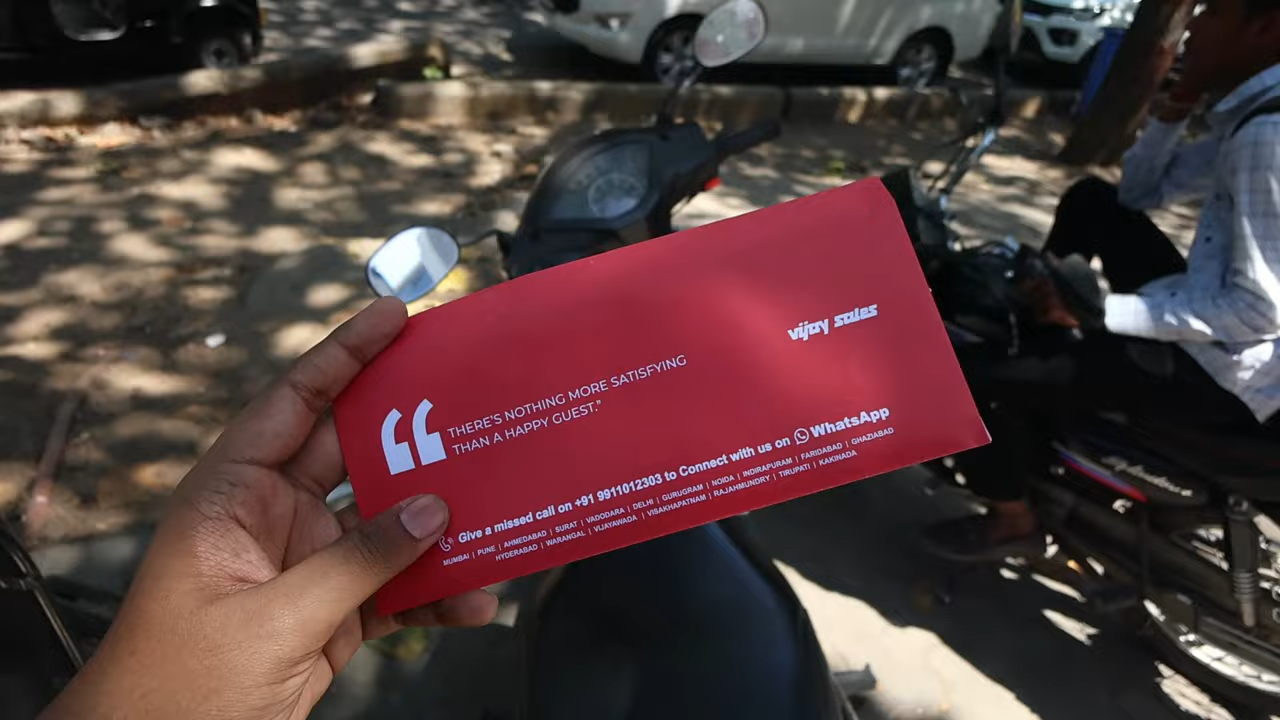 vijay sales
“ THERE'S NOTHING MORE SATISFYING
THAN A HAPPY GUEST.”
Give a missed call on +91 9911012303 to Connect with us on WhatsApp
MUMBAI | PUNE | AHMEDABAD | SURAT | VADODARA | DELHI | GURUGRAM | NOIDA | INDIRAPURAM | FARIDABAD | GHAZIABAD
HYDERABAD | WARANGAL | VIJAYAWADA | VISAKHAPATNAM | RAJAHMUNDRY | TIRUPATI | KAKINADA